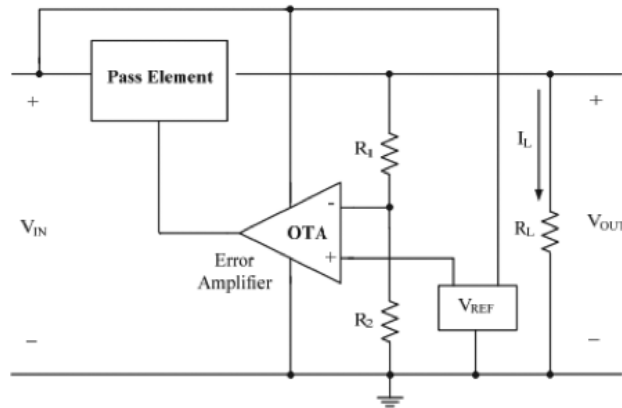 Pass Element
+
+
R1
IL
-
VIN
OTA
RL
VOUT
+
Error
Amplifier
VREF
R2
–
–